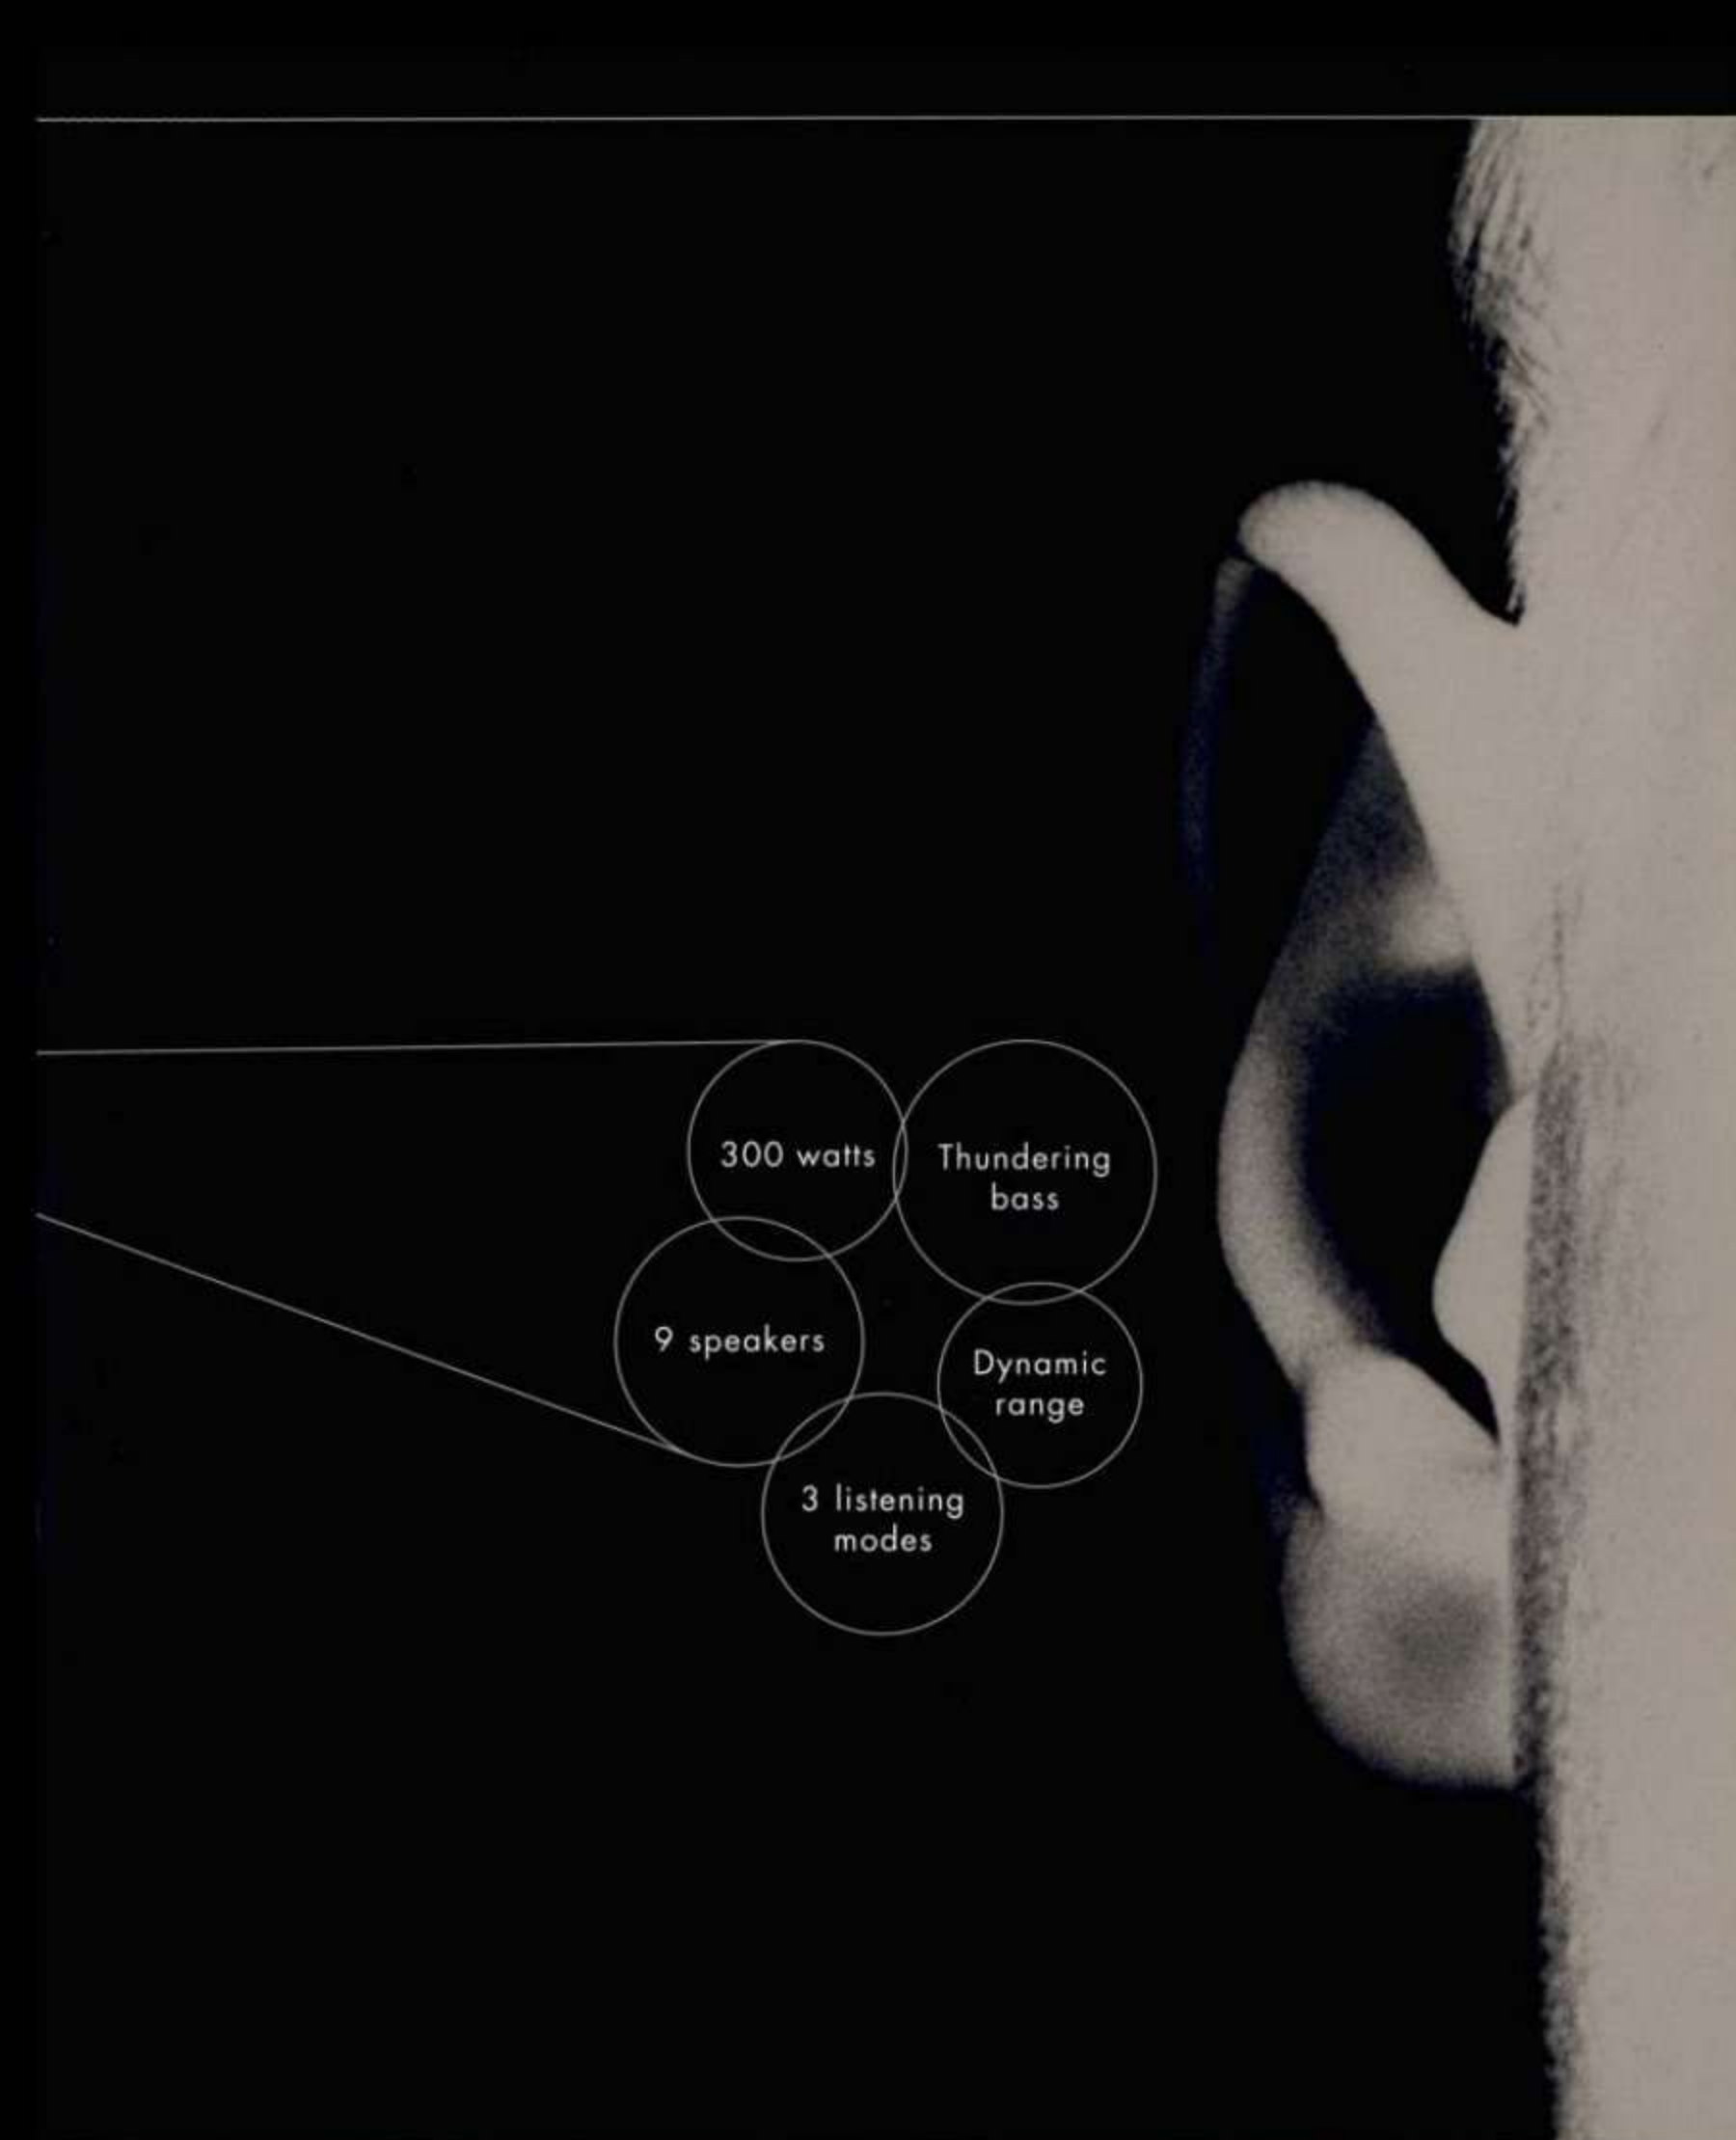 300 watts
Thundering
bass
9 speakers
Dynamic
range
3 listening
modes